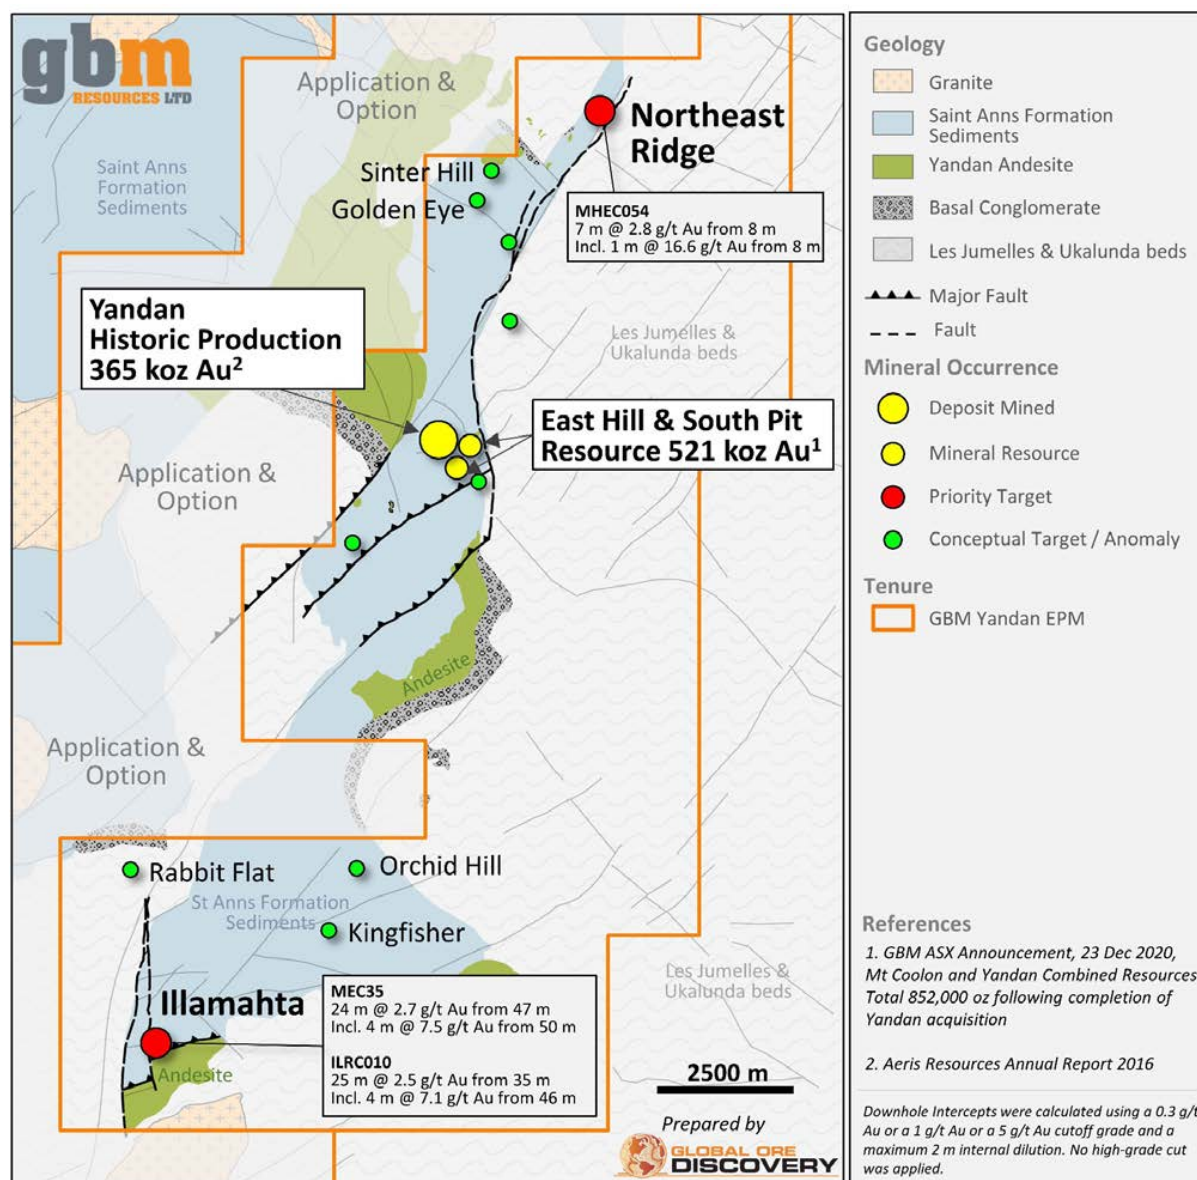 gbm
RESOURCES LTD
Application &
Option
Saint Anns
Formation
Sediments
Northeast
Ridge
Sinter Hill
Golden Eye
MHEC054
7 m @ 2.8 g/t Au from 8 m
Incl. 1 m @ 16.6 g/t Au from 8 m
Yandan
Historic Production
365 koz Au²
Les Jumelles &
Ukalunda beds
East Hill & South Pit
Resource 521 koz Au¹
Application &
Option
Andesite
Application &
Option
Rabbit Flat
Orchid Hill
St Anns Formation
Sediments
Kingfisher
Les Jumelles &
Ukalunda beds
Illamahta
MEC35
24 m @ 2.7 g/t Au from 47 m
Incl. 4 m @ 7.5 g/t Au from 50 m
ILRC010
25 m @ 2.5 g/t Au from 35 m
Incl. 4 m @ 7.1 g/t Au from 46 m
Andesite
2500 m
Prepared by
GLOBAL ORE
DISCOVERY
Geology
Granite
Saint Anns Formation
Sediments
Yandan Andesite
Basal Conglomerate
Les Jumelles & Ukalunda beds
Major Fault
Fault
Mineral Occurrence
Deposit Mined
Mineral Resource
Priority Target
Conceptual Target / Anomaly
Tenure
GBM Yandan EPM
References
1. GBM ASX Announcement, 23 Dec 2020,
Mt Coolon and Yandan Combined Resources
Total 852,000 oz following completion of
Yandan acquisition
2. Aeris Resources Annual Report 2016
Downhole Intercepts were calculated using a 0.3 g/t
Au or a 1 g/t Au or a 5 g/t Au cutoff grade and a
maximum 2 m internal dilution. No high-grade cut
was applied.